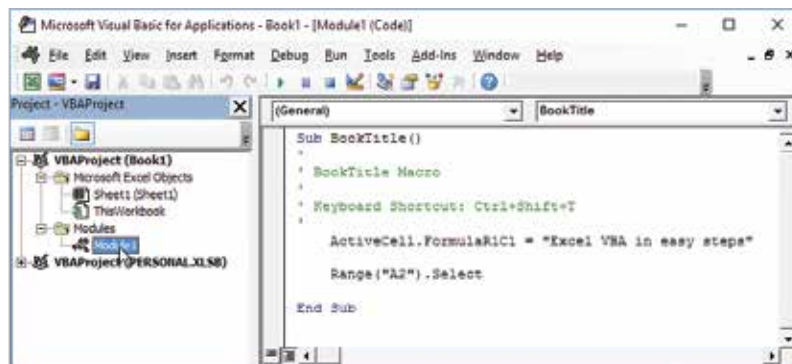 Microsoft Visual Basic for Applications - Book1 - [Module1 (Code)]
File Edit View Insert Format Debug Run Tools Add-Ins Window Help
Project - VBAProject
(General) BookTitle
VBAProject (Book1)
Microsoft Excel Objects
Sheet1 (Sheet1)
ThisWorkbook
Modules
Module1
VBAProject (PERSONAL.XLSB)
Sub BookTitle()
'
' BookTitle Macro
'
' Keyboard Shortcut: Ctrl+Shift+T
'
ActiveCell.FormulaR1C1 = "Excel VBA in easy steps"
Range("A2").Select
End Sub